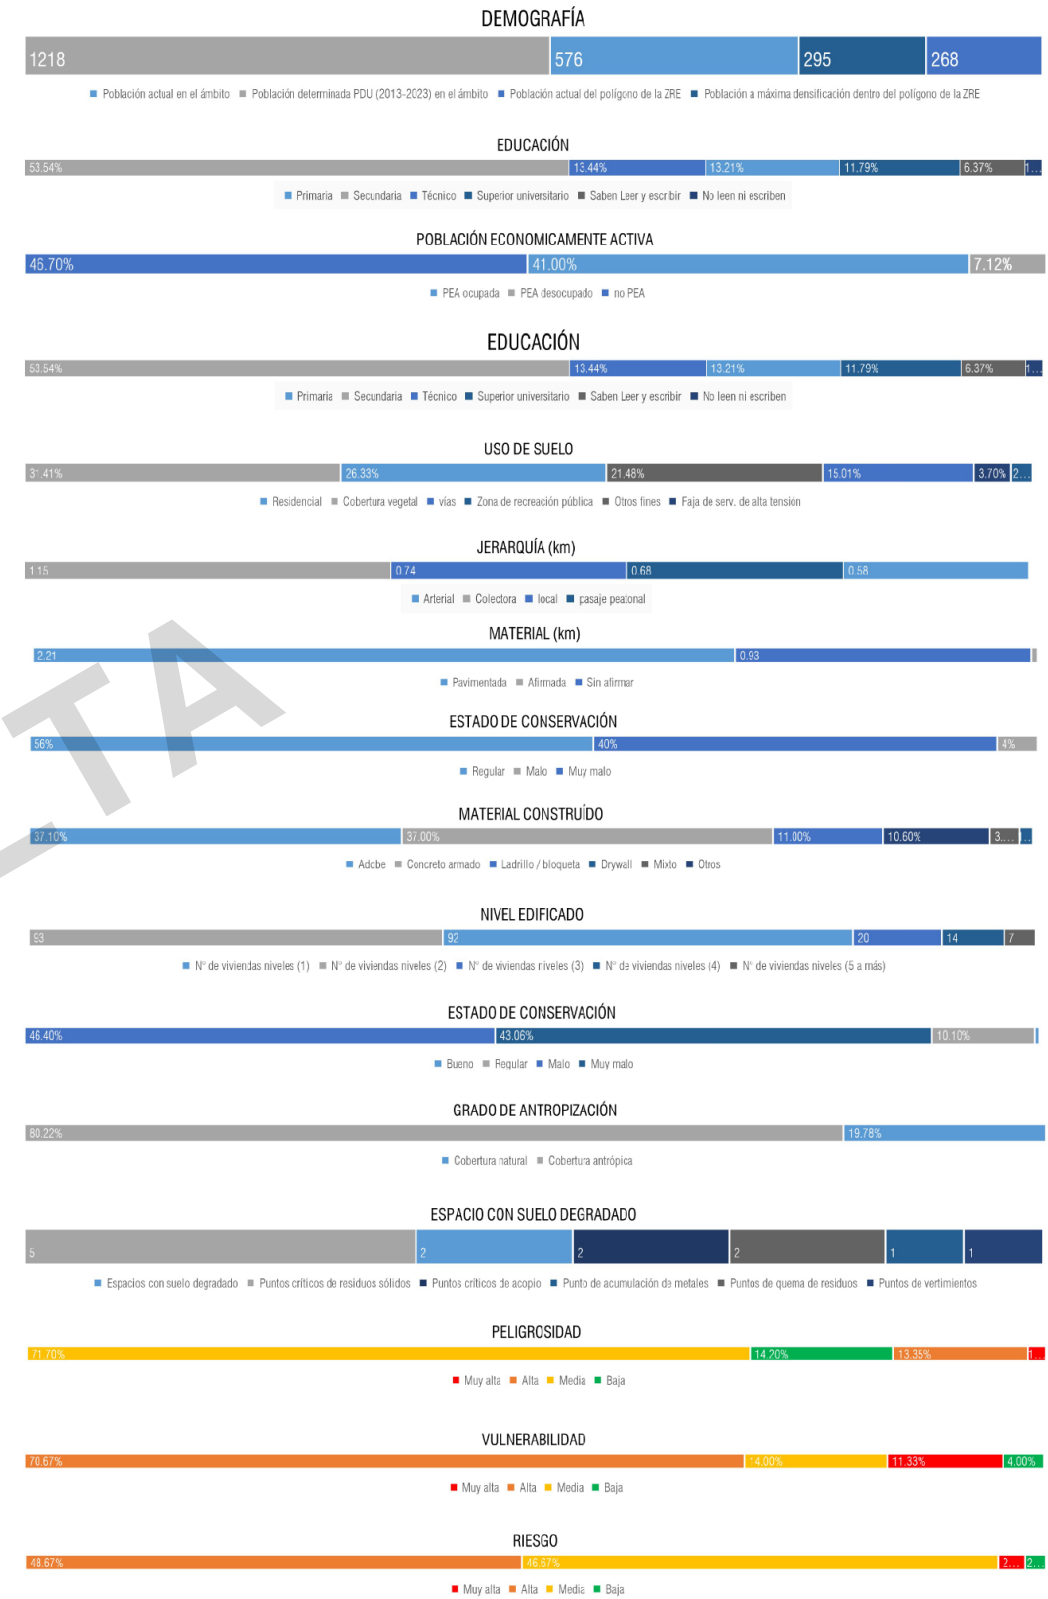 DEMOGRAFÍA
1218 576 295 268
Población actual en el ámbito Población determinada PDU (2013-2023) en el ámbito Población actual del polígono de la ZRE Población a máxima densificación dentro del polígono de la ZRE
EDUCACIÓN
53.54% 13.44% 13.21% 11.79% 6.37% 1...
Primaria Secundaria Técnico Superior universitario Saben Leer y escribir No leen ni escriben
POBLACIÓN ECONOMICAMENTE ACTIVA
46.70% 41.00% 7.12%
PEA ocupada PEA desocupado no PEA
EDUCACIÓN
53.54% 13.44% 13.21% 11.79% 6.37% 1...
Primaria Secundaria Técnico Superior universitario Saben Leer y escribir No leen ni escriben
USO DE SUELO
31.41% 26.33% 21.48% 15.01% 3.70% 2...
Residencial Cobertura vegetal vías Zona de recreación pública Otros fines Faja de serv. de alta tensión
JERARQUÍA (km)
1.15 0.74 0.68 0.58
Arterial Colectora local pasaje peatonal
MATERIAL (km)
2.21 0.93
Pavimentada Afirmada Sin afirmar
ESTADO DE CONSERVACIÓN
56% 40% 4%
Regular Malo Muy malo
MATERIAL CONSTRUÍDO
37.10% 37.00% 11.00% 10.60% 3.... 1...
Adobe Concreto armado Ladrillo / bloqueta Drywall Mixto Otros
NIVEL EDIFICADO
93 92 20 14 7
N° de viviendas niveles (1) N° de viviendas niveles (2) N° de viviendas niveles (3) N° de viviendas niveles (4) N° de viviendas niveles (5 a más)
ESTADO DE CONSERVACIÓN
46.40% 43.06% 10.10%
Bueno Regular Malo Muy malo
GRADO DE ANTROPIZACIÓN
80.22% 19.78%
Cobertura natural Cobertura antrópica
ESPACIO CON SUELO DEGRADADO
5 2 2 2 1 1
Espacios con suelo degradado Puntos críticos de residuos sólidos Puntos críticos de acopio Punto de acumulación de metales Puntos de quema de residuos Puntos de vertimientos
PELIGROSIDAD
71.70% 14.20% 13.35% 1...
Muy alta Alta Media Baja
VULNERABILIDAD
70.67% 14.00% 11.33% 4.00%
Muy alta Alta Media Baja
RIESGO
48.67% 46.67% 2... 2...
Muy alta Alta Media Baja
LTA